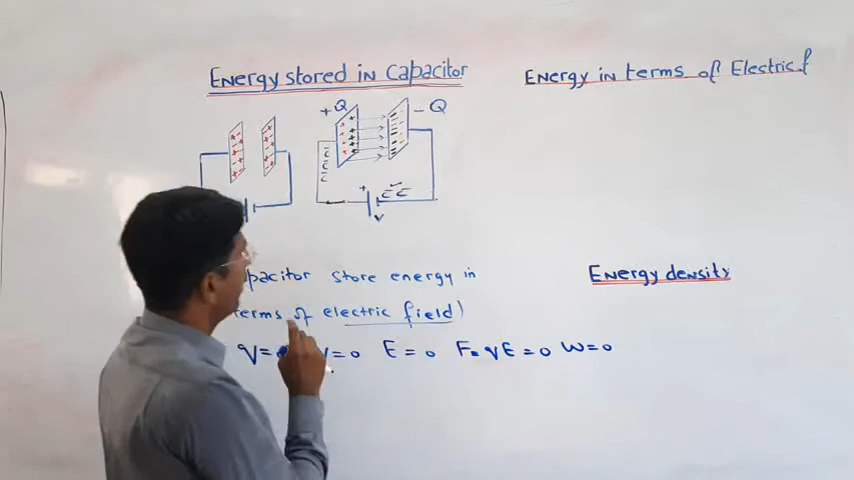 Energy stored in Capacitor
Energy in terms of Electric f
+Q
- Q
+
V
store energy in
terms of electric field)
Energy density
q=0 V=0 E=0 F=qE=0 W=0